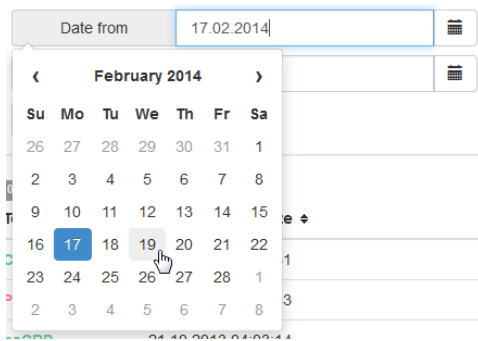 Date from 17.02.2014
‹ February 2014 ›
Su Mo Tu We Th Fr Sa
26 27 28 29 30 31 1
2 3 4 5 6 7 8
9 10 11 12 13 14 15
16 17 18 19 20 21 22
23 24 25 26 27 28 1
2 3 4 5 6 7 8